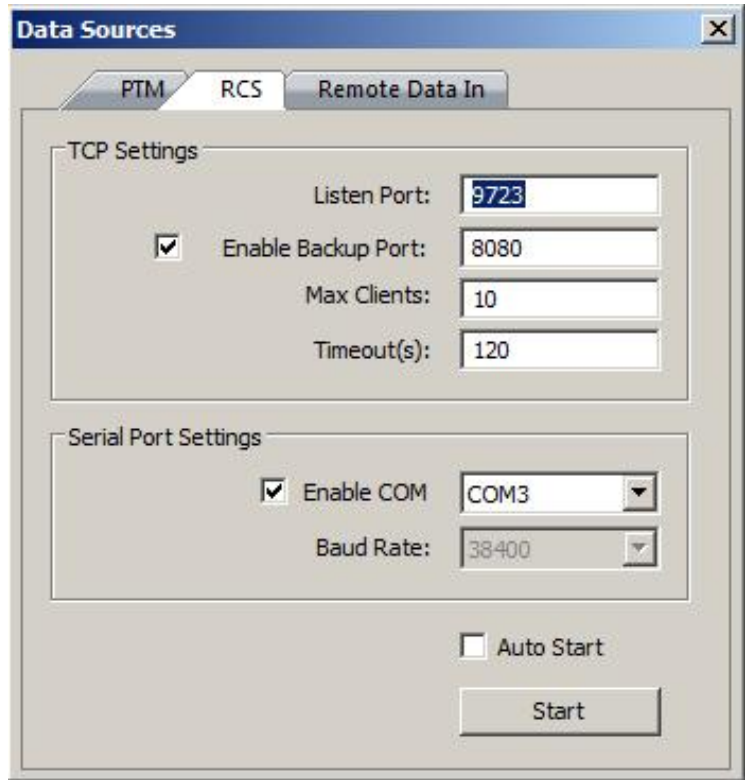 Data Sources
PTM RCS Remote Data In
TCP Settings
Listen Port: 9723
Enable Backup Port: 8080
Max Clients: 10
Timeout(s): 120
Serial Port Settings
Enable COM COM3
Baud Rate: 38400
Auto Start
Start